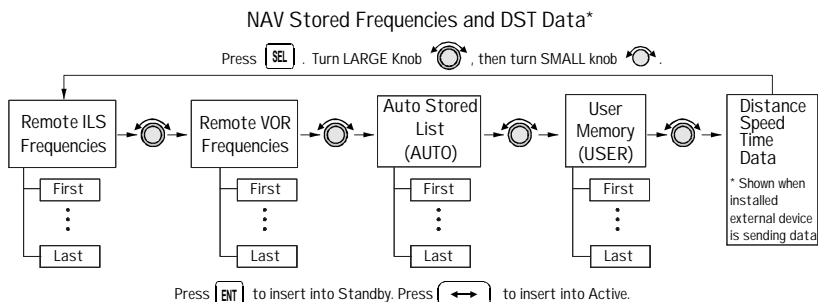 NAV Stored Frequencies and DST Data*
Press SEL . Turn LARGE Knob , then turn SMALL knob .
Remote ILS
Frequencies
First
Last
Remote VOR
Frequencies
First
Last
Auto Stored
List
(AUTO)
First
Last
User
Memory
(USER)
First
Last
Distance
Speed
Time
Data
* Shown when
installed
external device
is sending data
Press ENT to insert into Standby. Press to insert into Active.